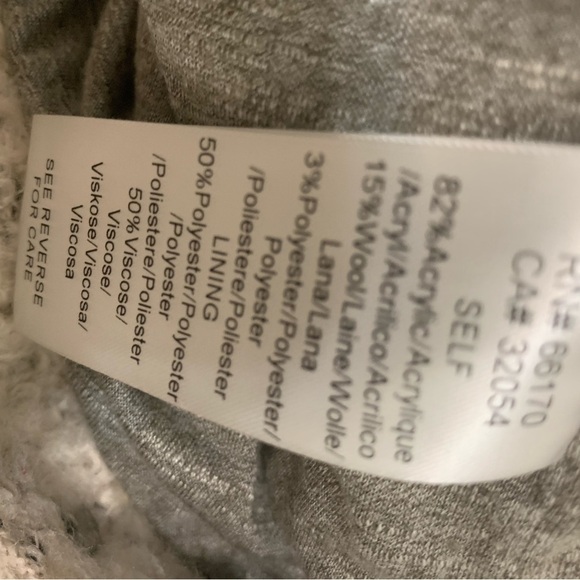 RN# 66170
CA# 32054
SELF
82%Acrylic/Acrylique
/Acryl/Acrilico/Acrilico
15%Wool/Laine/Wolle/
Lana/Lana
3%Polyester/Polyester/
Polyester
/Poliestere/Poliester
LINING
50%Polyester/Polyester
/Polyester
/Poliestere/Poliester
50%Viscose/
Viscose/
Viskose/Viscosa/
Viscosa
SEE REVERSE
FOR CARE